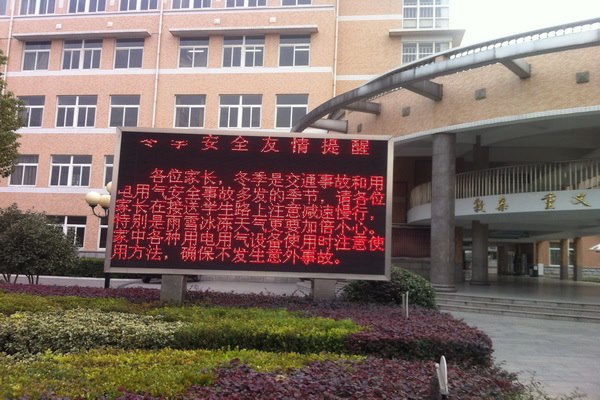 冬季安全友情提醒
各位家长，冬季是交通事故和用
电用气安全事故多发的季节，请各位
家长在接送学生路上注意减速慢行，
特别是雨雪冰冻天气更要加倍小心。
家中各种用电用气设备使用时注意使
用方法，确保不发生意外事故。